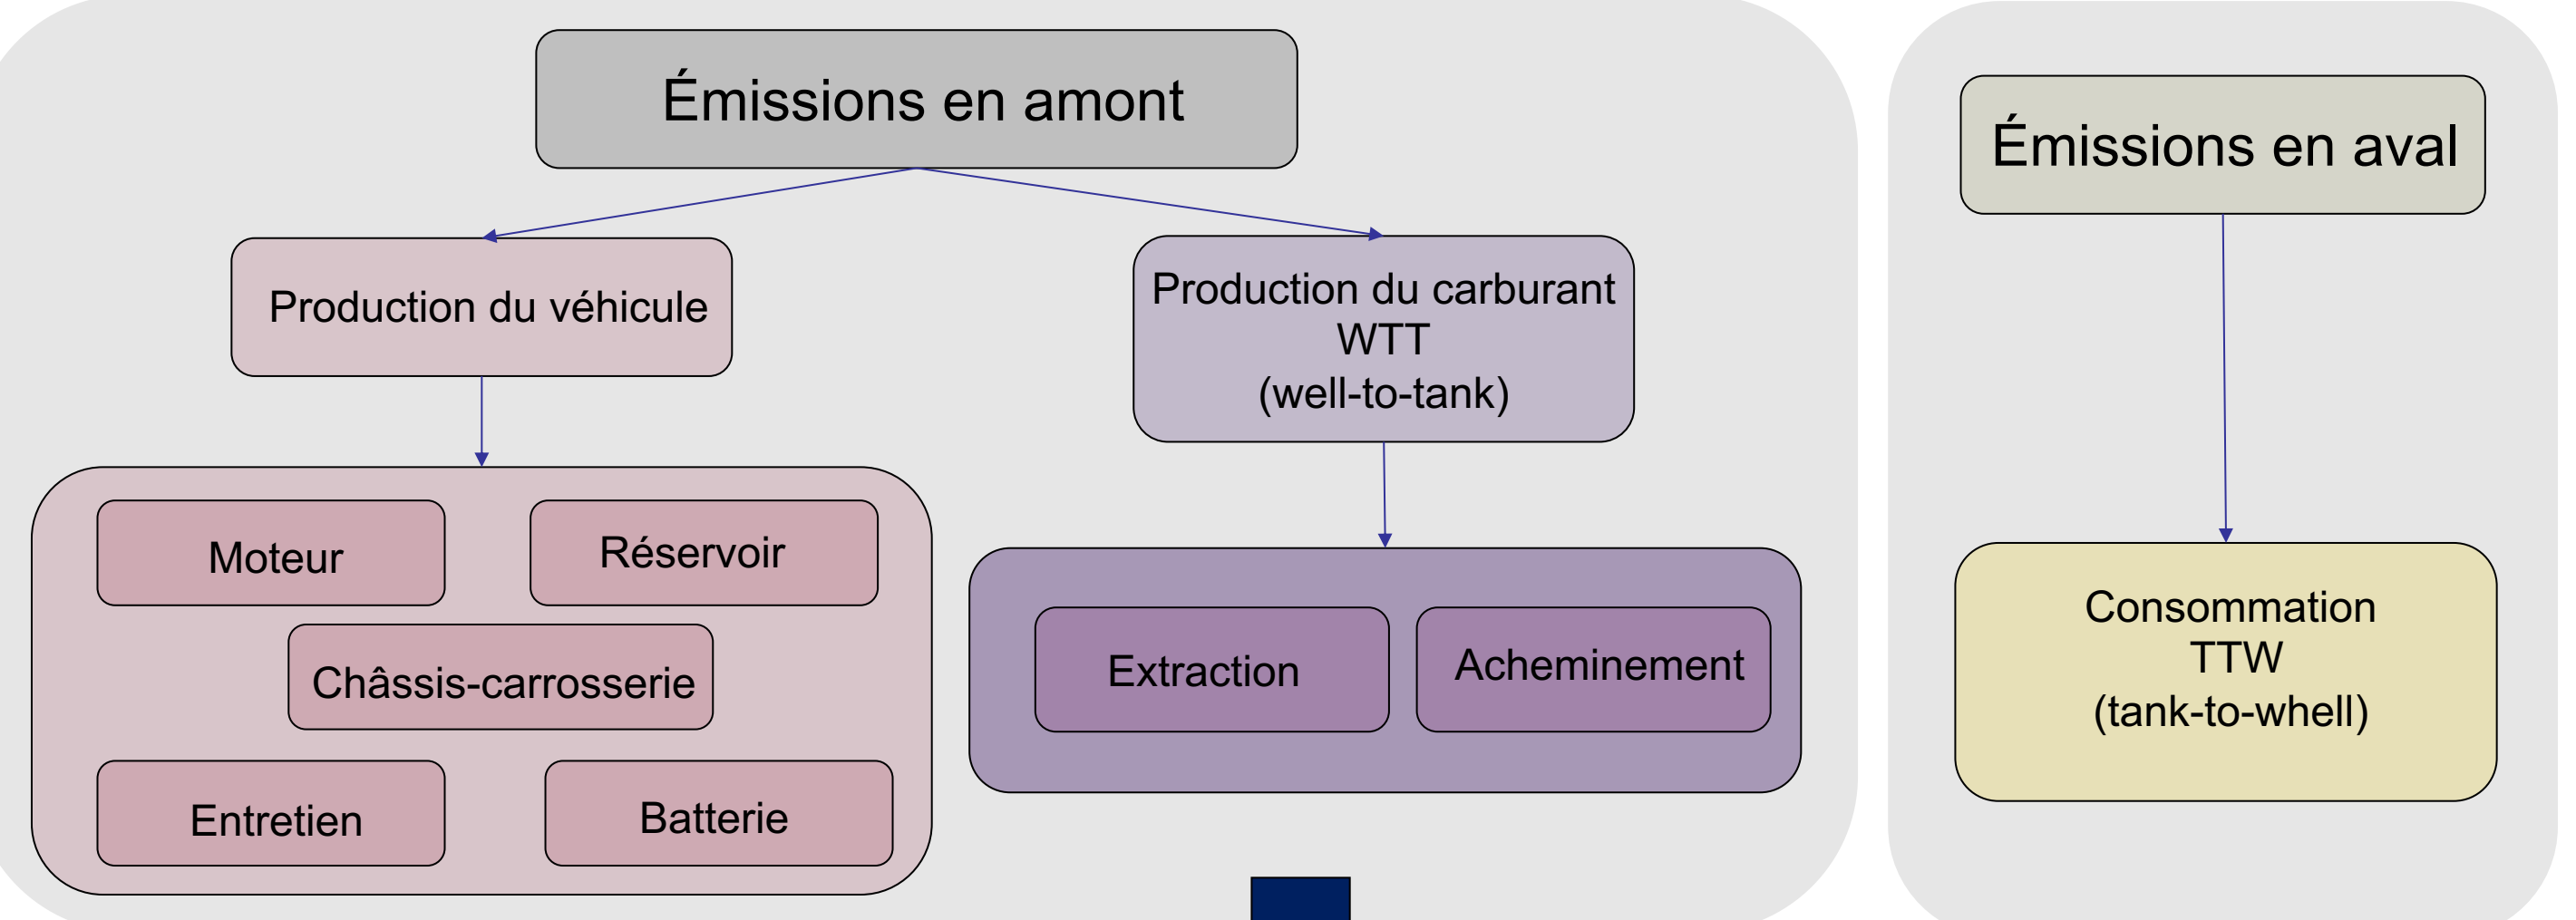 Émissions en amont
Production du véhicule
Moteur
Réservoir
Châssis-carrosserie
Entretien
Batterie
Production du carburant
WTT
(well-to-tank)
Extraction
Acheminement
Émissions en aval
Consommation
TTW
(tank-to-whell)